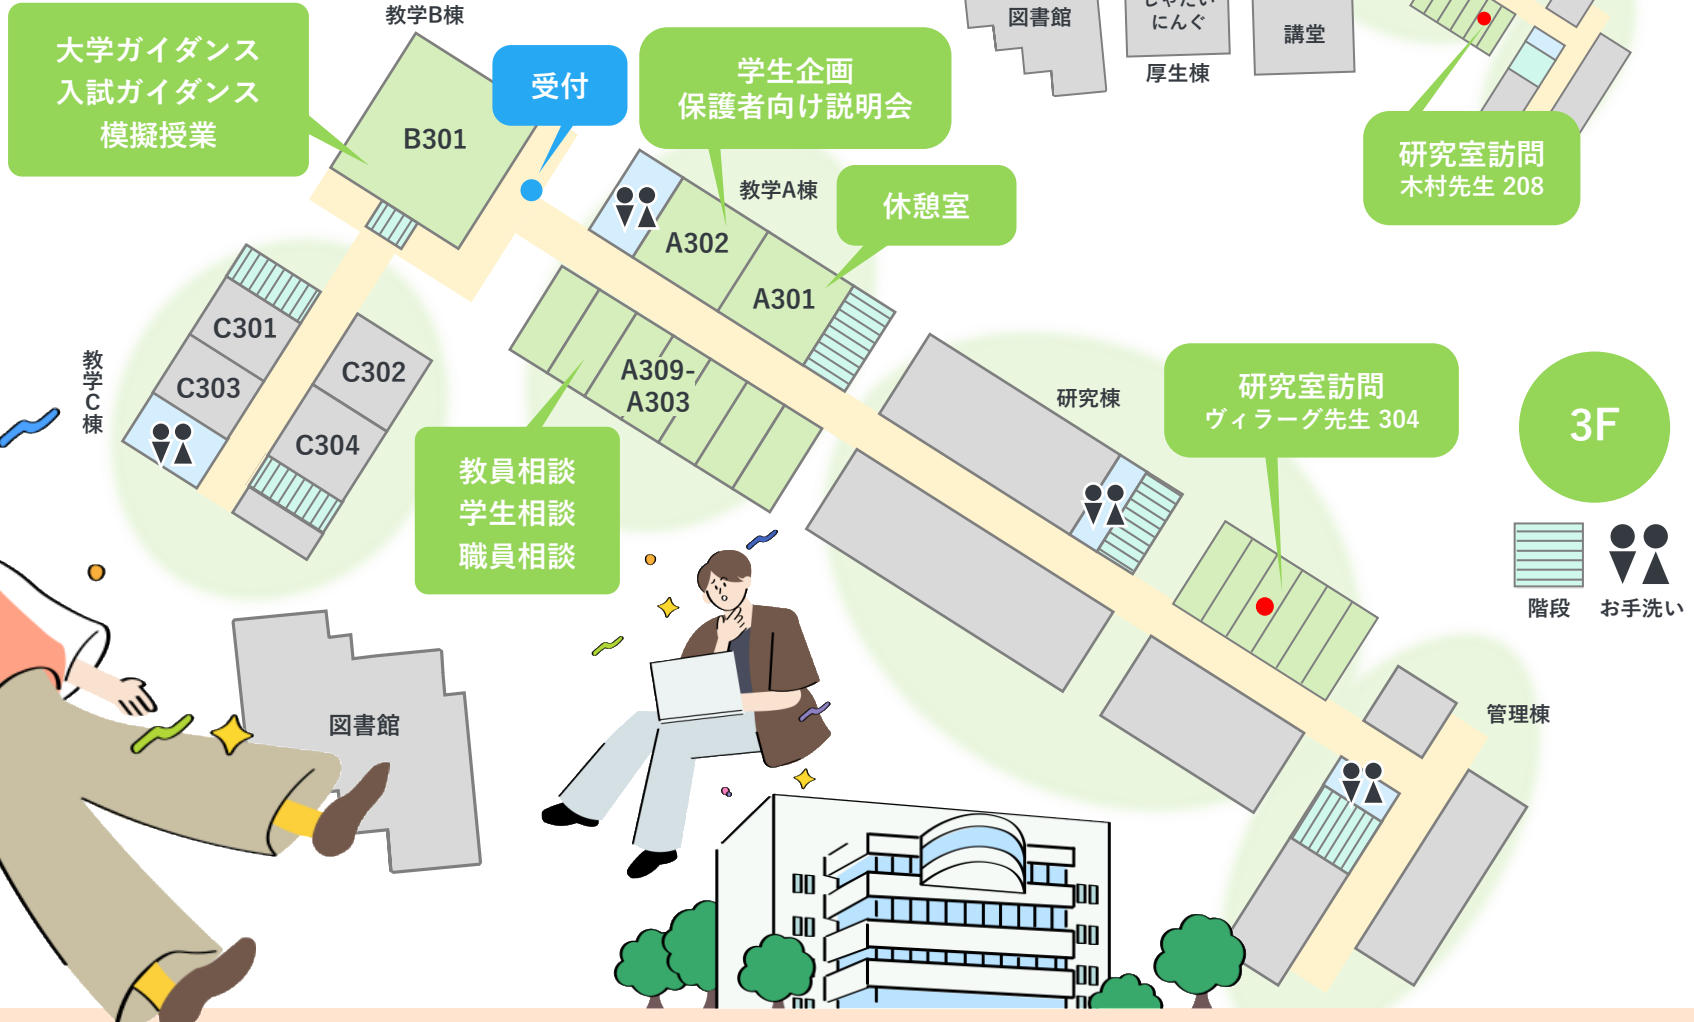 教学B棟
大学ガイダンス
入試ガイダンス
模擬授業
B301
受付
学生企画
保護者向け説明会
教学A棟
休憩室
A302
A301
図書館
にんぐ
厚生棟
講堂
研究室訪問
木村先生 208
C301
C303
C302
C304
教学C棟
A309-
A303
教員相談
学生相談
職員相談
研究棟
研究室訪問
ヴィラーグ先生 304
3F
階段
お手洗い
管理棟
図書館